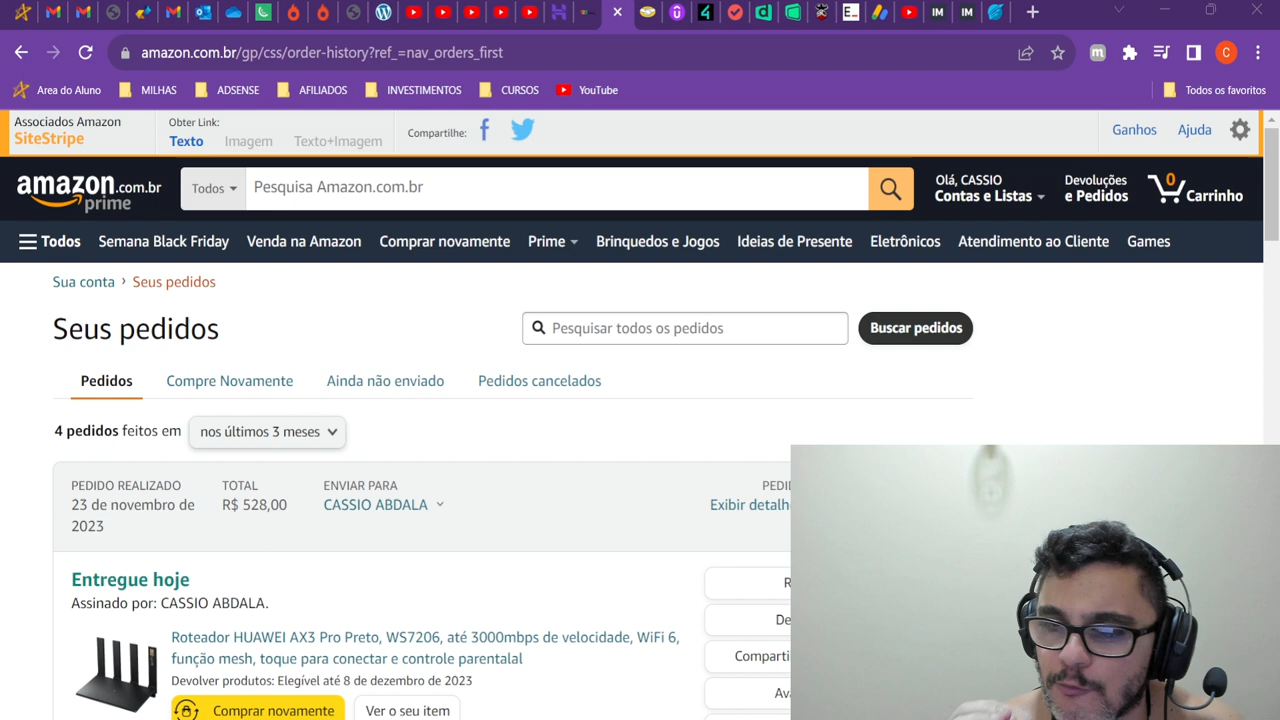 amazon.com.br/gp/css/order-history?ref_=nav_orders_first
Area do Aluno MILHAS ADSENSE AFILIADOS INVESTIMENTOS CURSOS YouTube Todos os favoritos
Associados Amazon
SiteStripe
Obter Link:
Texto Imagem Texto+Imagem
Compartilhe:
Ganhos Ajuda
amazon.com.br
prime
Todos Pesquisa Amazon.com.br
Olá, CASSIO
Contas e Listas
Devoluções
e Pedidos
0
Carrinho
Todos Semana Black Friday Venda na Amazon Comprar novamente Prime Brinquedos e Jogos Ideias de Presente Eletrônicos Atendimento ao Cliente Games
Sua conta › Seus pedidos
Seus pedidos
Pesquisar todos os pedidos Buscar pedidos
Pedidos Compre Novamente Ainda não enviado Pedidos cancelados
4 pedidos feitos em nos últimos 3 meses
PEDIDO REALIZADO TOTAL ENVIAR PARA PEDI
23 de novembro de R$ 528,00 CASSIO ABDALA Exibir detalh
2023
Entregue hoje
Assinado por: CASSIO ABDALA.
Roteador HUAWEI AX3 Pro Preto, WS7206, até 3000mbps de velocidade, WiFi 6,
função mesh, toque para conectar e controle parentalal
Devolver produtos: Elegível até 8 de dezembro de 2023
Comprar novamente Ver o seu item
R
De
Comparti
Av